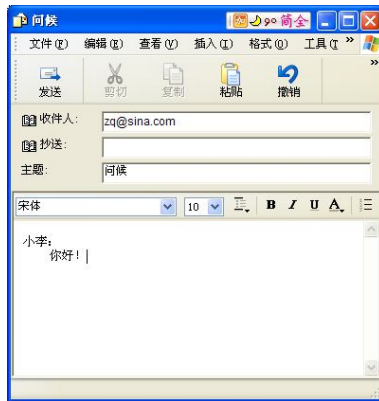 问候
简全
文件(F) 编辑(E) 查看(V) 插入(I) 格式(O) 工具(T »
发送 剪切 复制 粘贴 撤销 »
收件人: zq@sina.com
抄送:
主题: 问候
宋体 10 B I U A
小李:
你好!